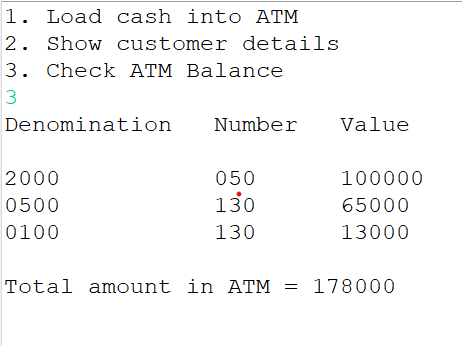 1. Load cash into ATM
2. Show customer details
3. Check ATM Balance
3
Denomination Number Value
2000 050 100000
0500 130 65000
0100 130 13000
Total amount in ATM = 178000